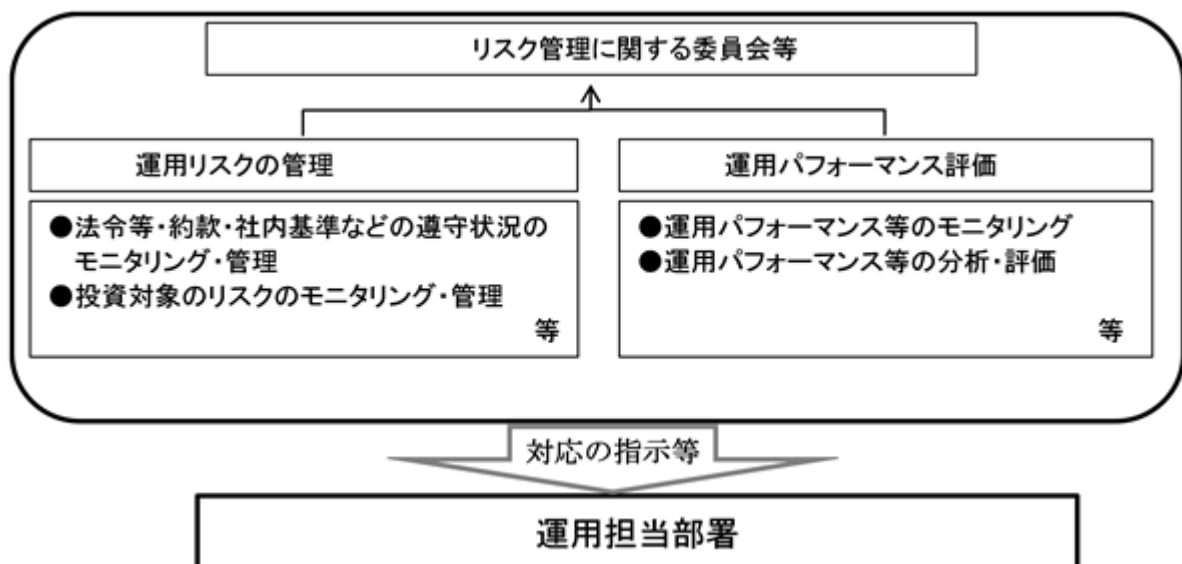 リスク管理に関する委員会等
運用リスクの管理
●法令等・約款・社内基準などの遵守状況の
モニタリング・管理
●投資対象のリスクのモニタリング・管理
等
運用パフォーマンス評価
●運用パフォーマンス等のモニタリング
●運用パフォーマンス等の分析・評価
等
対応の指示等
運用担当部署